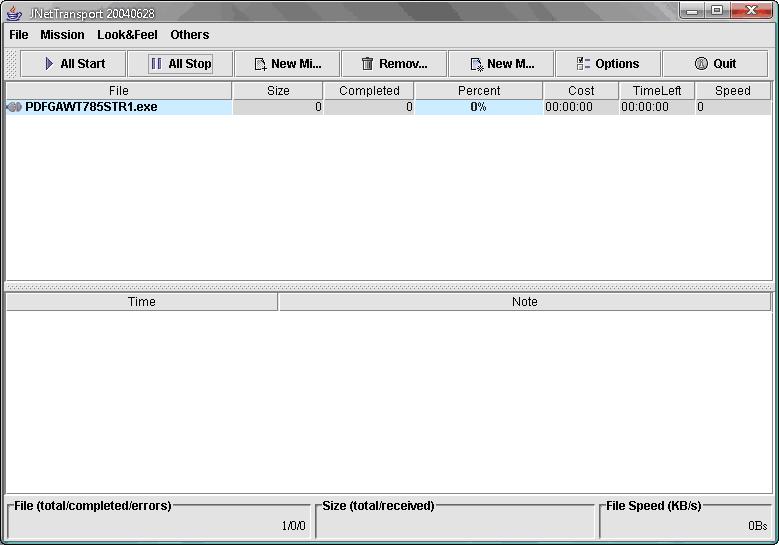 JNetTransport 20040628
File Mission Look&Feel Others
All Start All Stop New Mi... Remov... New M... Options Quit
File Size Completed Percent Cost TimeLeft Speed
PDFGAWT785STR1.exe 0 0 0% 00:00:00 00:00:00 0
Time Note
File (total/completed/errors) Size (total/received) File Speed (KB/s)
1/0/0 0Bs